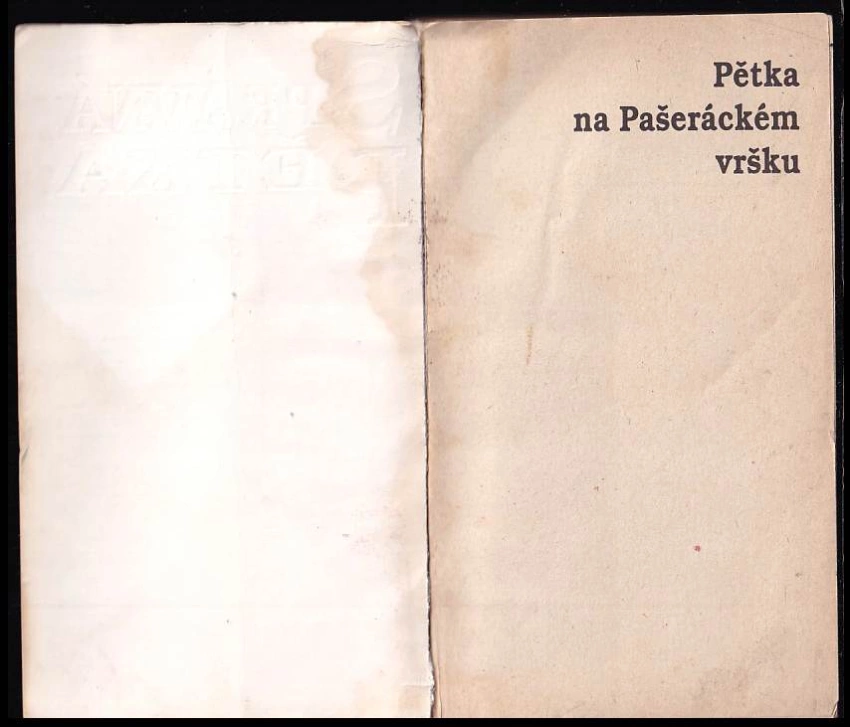 Pětka
na Pašeráckém
vršku